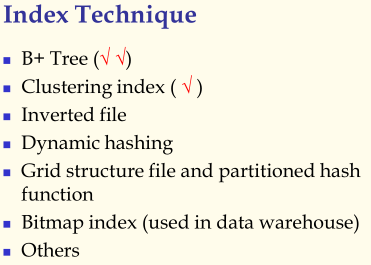 Index Technique
B+ Tree (√ √)
Clustering index ( √ )
Inverted file
Dynamic hashing
Grid structure file and partitioned hash
function
Bitmap index (used in data warehouse)
Others